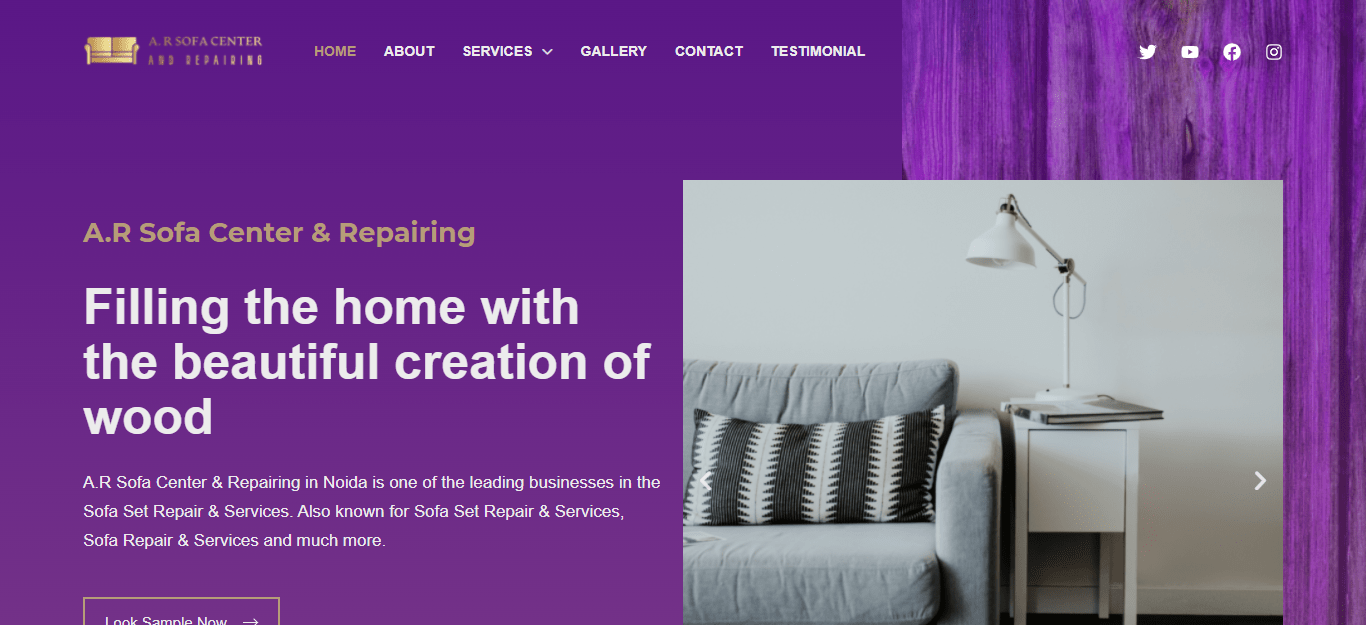 A.R SOFA CENTER
AND REPAIRING
HOME ABOUT SERVICES GALLERY CONTACT TESTIMONIAL
A.R Sofa Center & Repairing
Filling the home with
the beautiful creation of
wood
A.R Sofa Center & Repairing in Noida is one of the leading businesses in the
Sofa Set Repair & Services. Also known for Sofa Set Repair & Services,
Sofa Repair & Services and much more.
Look Sample Now